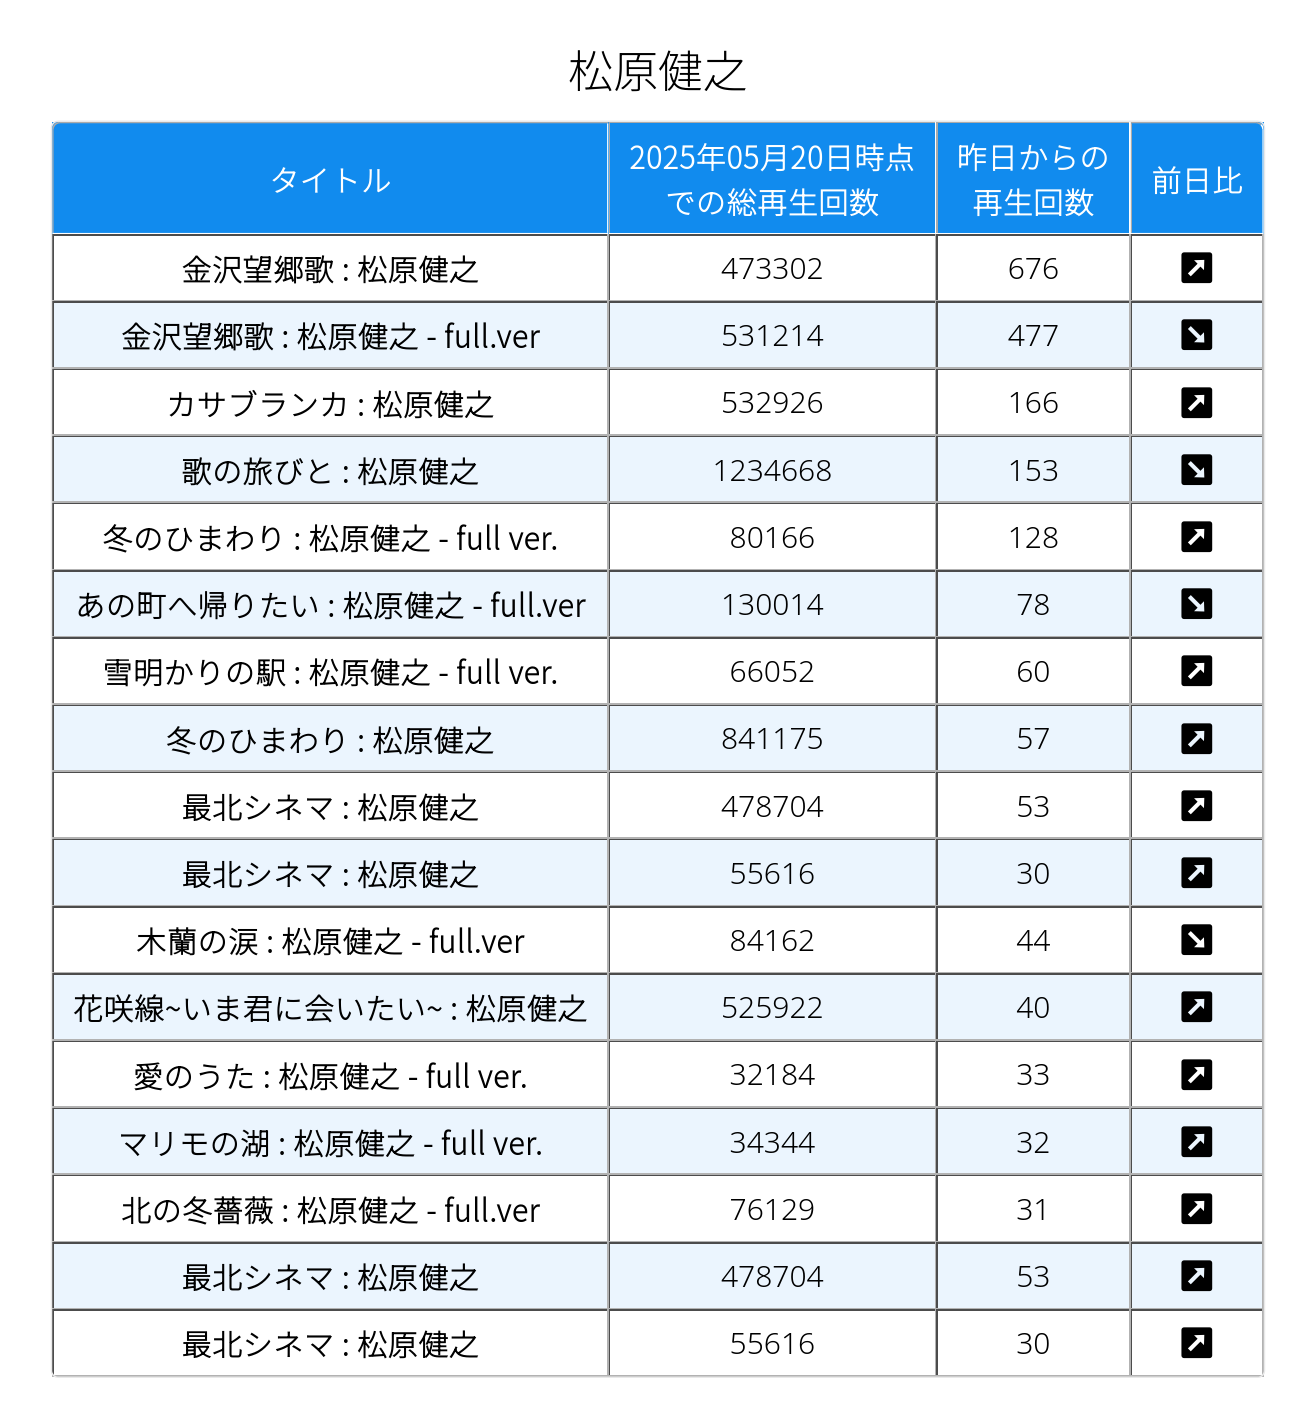 松原健之
タイトル
2025年05月20日時点
での総再生回数
昨日からの
再生回数
前日比
金沢望郷歌 : 松原健之 473302 676
金沢望郷歌 : 松原健之 - full.ver 531214 477
カサブランカ : 松原健之 532926 166
歌の旅びと : 松原健之 1234668 153
冬のひまわり : 松原健之 - full ver. 80166 128
あの町へ帰りたい : 松原健之 - full.ver 130014 78
雪明かりの駅 : 松原健之 - full ver. 66052 60
冬のひまわり : 松原健之 841175 57
最北シネマ : 松原健之 478704 53
最北シネマ : 松原健之 55616 30
木蘭の涙 : 松原健之 - full.ver 84162 44
花咲線~いま君に会いたい~ : 松原健之 525922 40
愛のうた : 松原健之 - full ver. 32184 33
マリモの湖 : 松原健之 - full ver. 34344 32
北の冬薔薇 : 松原健之 - full.ver 76129 31
最北シネマ : 松原健之 478704 53
最北シネマ : 松原健之 55616 30